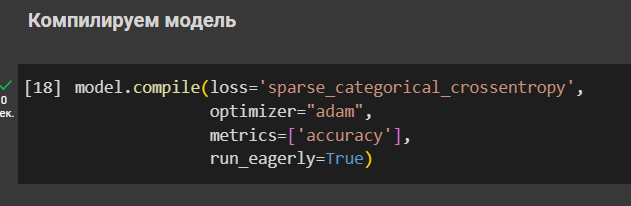 Компилируем модель
[18] model.compile(loss='sparse_categorical_crossentropy',
optimizer="adam",
metrics=['accuracy'],
run_eagerly=True)
0
ек.